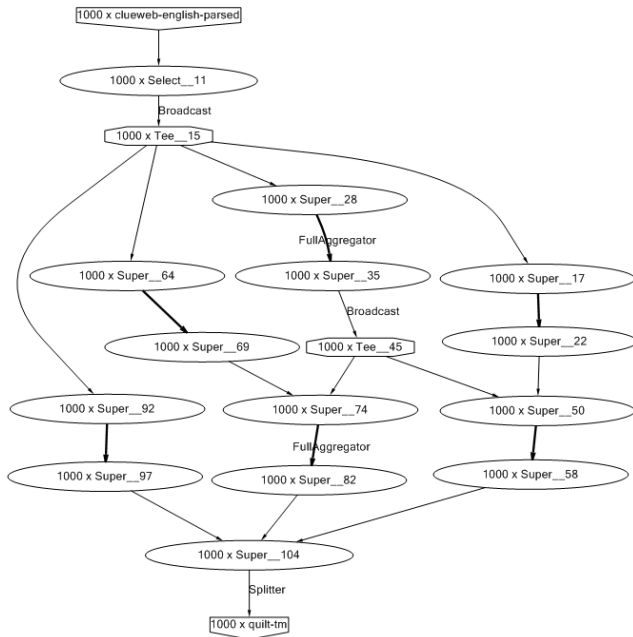 1000 x clueweb-english-parsed
1000 x Select__11
Broadcast
1000 x Tee__15
1000 x Super__28
FullAggregator
1000 x Super__64
1000 x Super__35
1000 x Super__17
Broadcast
1000 x Super__69
1000 x Tee__45
1000 x Super__22
1000 x Super__92
1000 x Super__74
1000 x Super__50
FullAggregator
1000 x Super__97
1000 x Super__82
1000 x Super__58
1000 x Super__104
Splitter
1000 x quilt-tm